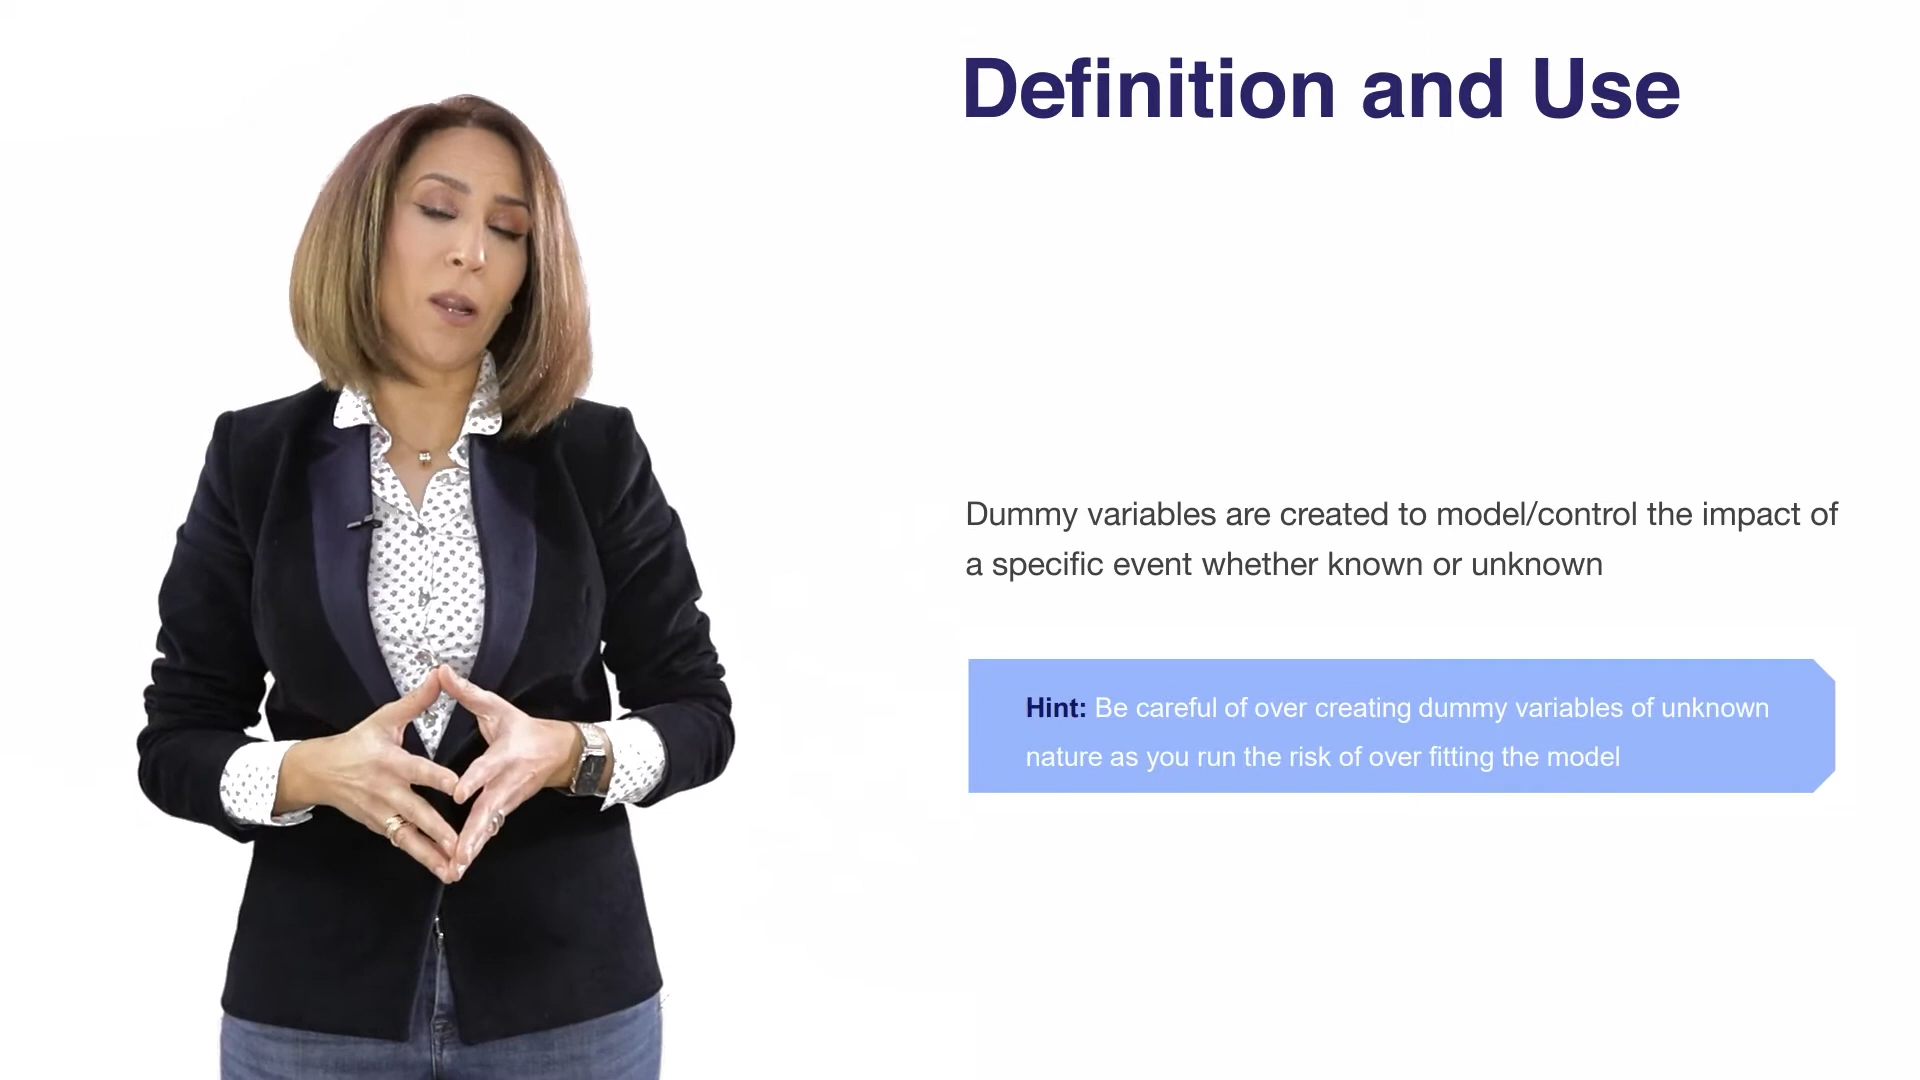 Definition and Use
Dummy variables are created to model/control the impact of
a specific event whether known or unknown
Hint: Be careful of over creating dummy variables of unknown
nature as you run the risk of over fitting the model